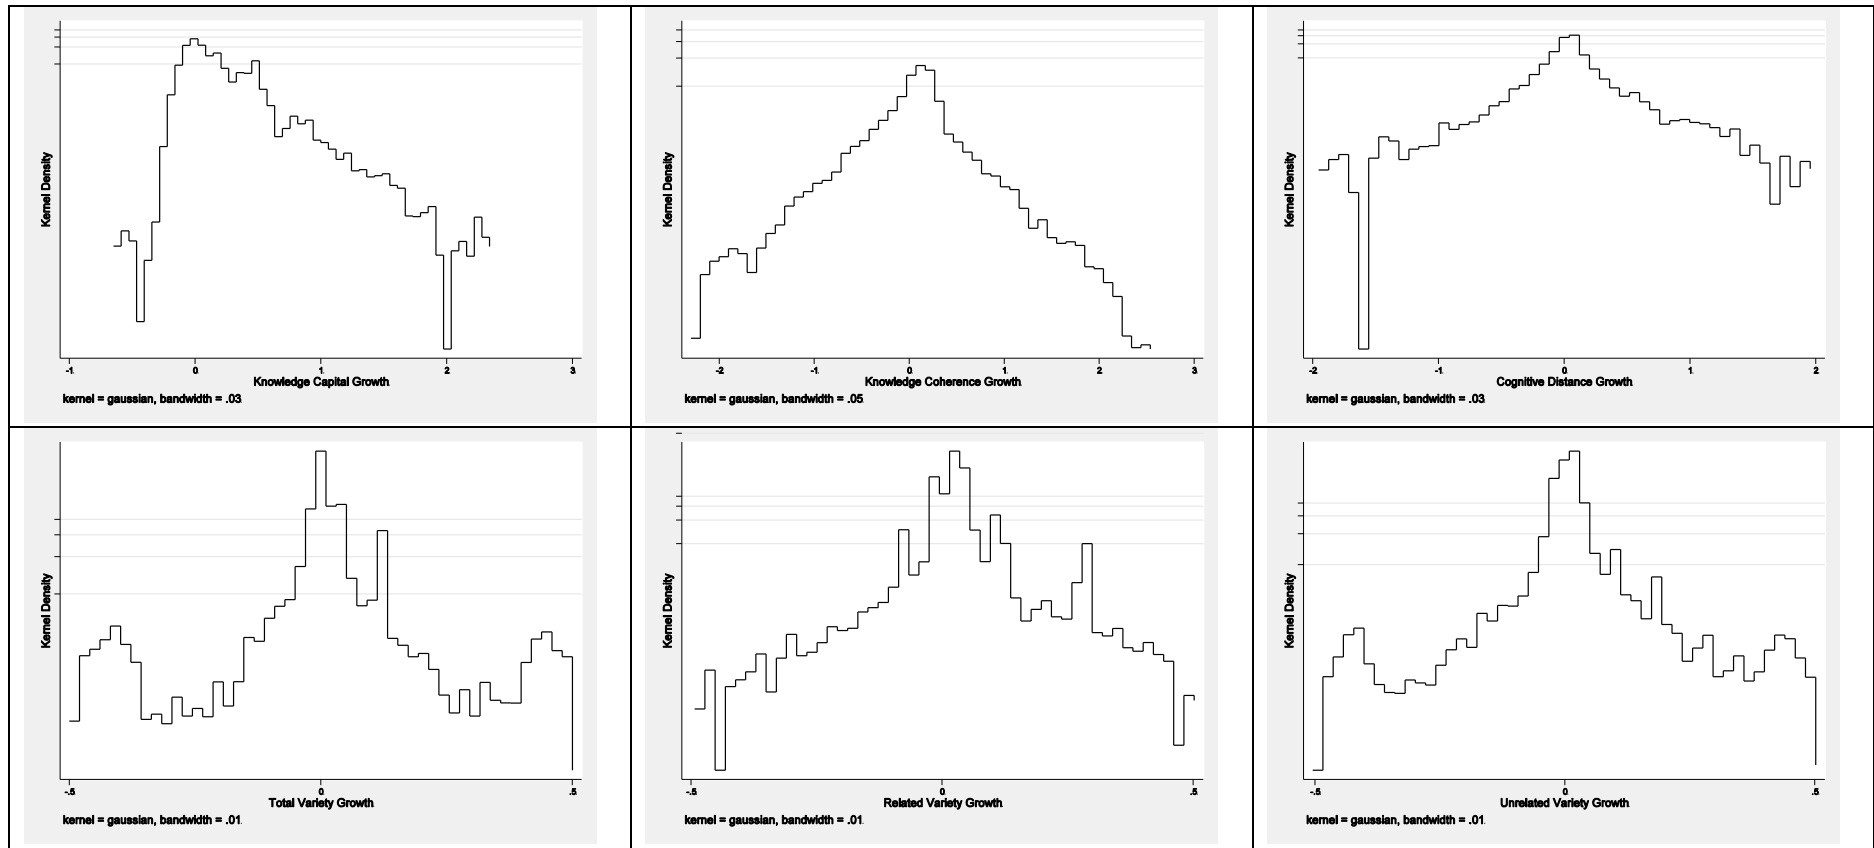 Kernel Density
-1 0 1 2 3
Knowledge Capital Growth
kernel = gaussian, bandwidth = .03
Kernel Density
-2 -1 0 1 2 3
Knowledge Coherence Growth
kernel = gaussian, bandwidth = .05
Kernel Density
-2 -1 0 1 2
Cognitive Distance Growth
kernel = gaussian, bandwidth = .03
Kernel Density
-.5 0 .5
Total Variety Growth
kernel = gaussian, bandwidth = .01
Kernel Density
-.5 0 .5
Related Variety Growth
kernel = gaussian, bandwidth = .01
Kernel Density
-.5 0 .5
Unrelated Variety Growth
kernel = gaussian, bandwidth = .01